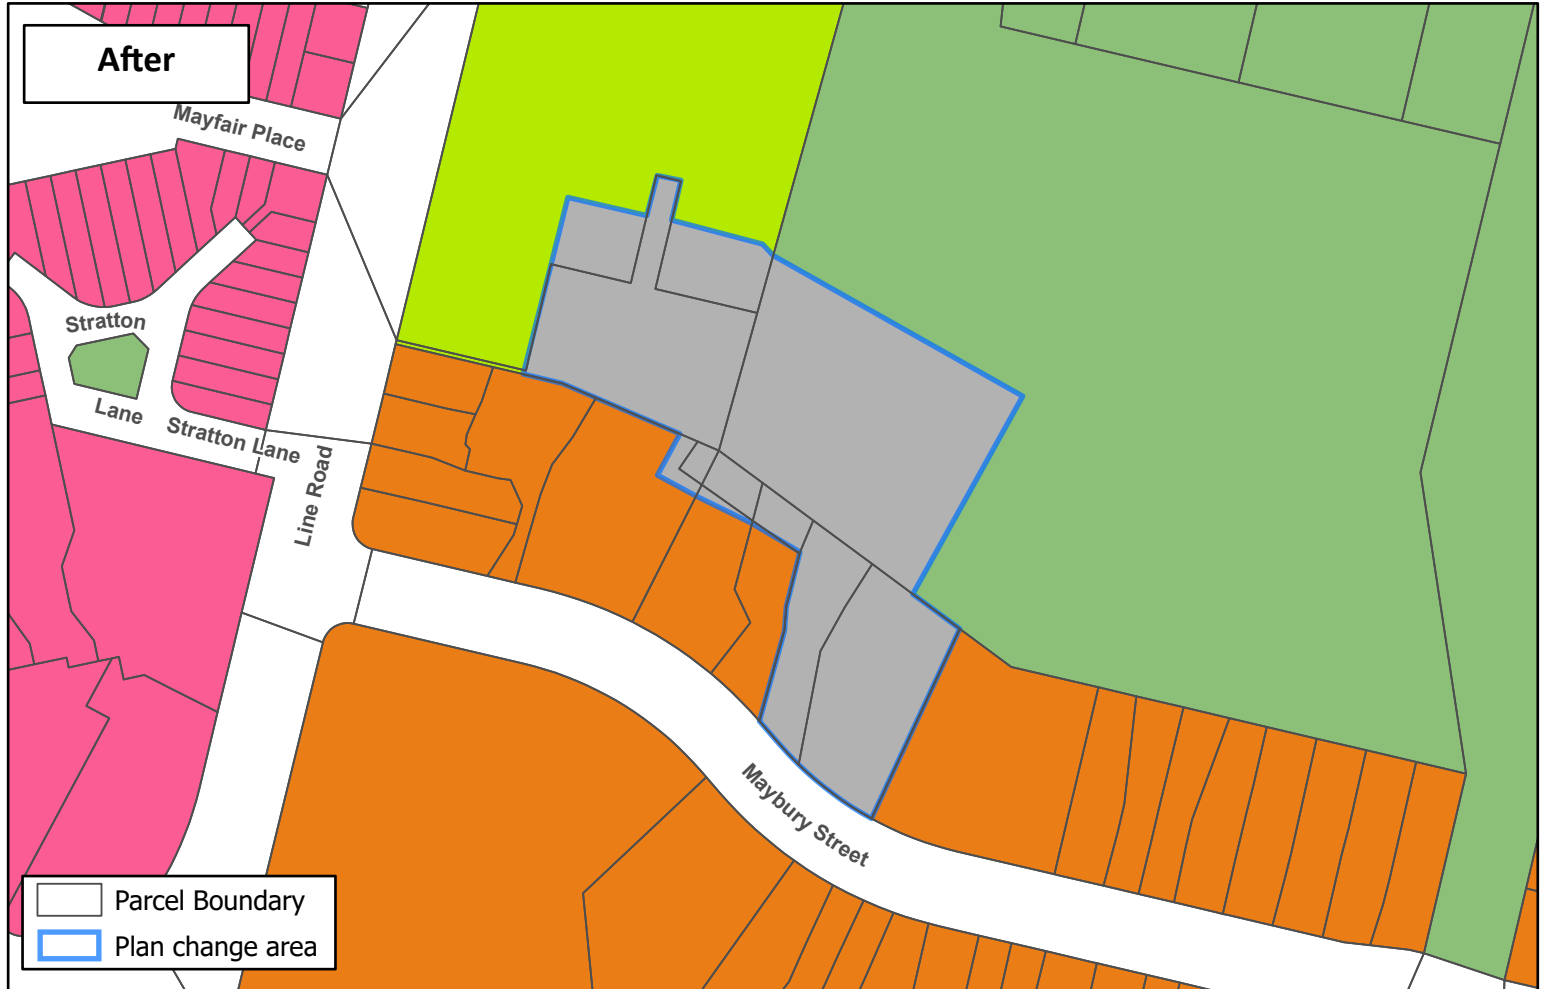 After
Mayfair Place
Stratton
Lane
Stratton Lane
Line Road
Maybury Street
Parcel Boundary
Plan change area